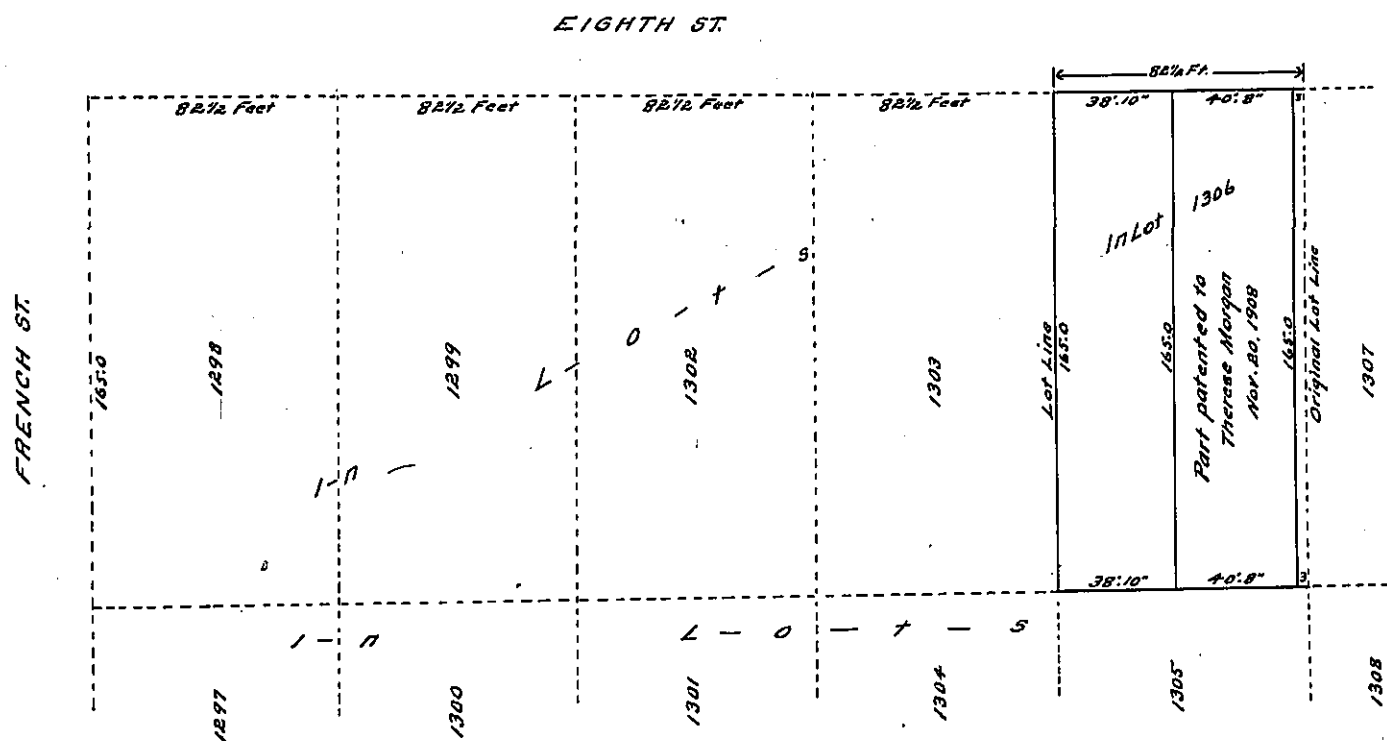 EIGHTH ST.
82½ Ft.
82½ Feet
82½ Feet
82½ Feet
82½ Feet
38'.10"
40'.8"
3'
FRENCH ST.
165.0
1298
1299
1302
1303
I-n — L — o — t — s
Lot Line
165.0
In Lot 1306
165.0
Part patented to
Therese Morgan
Nov. 20, 1908
165.0
Original Lot Line
1307
38'.10"
40'.8"
3'
I - n L - o - t - s
1297
1300
1301
1304
1305
1308